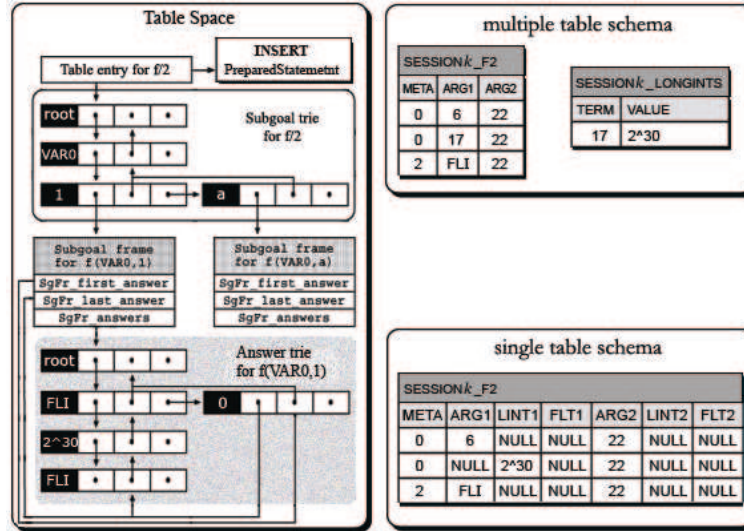 Table Space
INSERT
PreparedStatemetnt
Table entry for f/2
root
Subgoal trie
for f/2
VAR0
1
a
Subgoal frame
for f(VAR0,1)
SgFr_first_answer
SgFr_last_answer
SgFr_answers
Subgoal frame
for f(VAR0,a)
SgFr_first_answer
SgFr_last_answer
SgFr_answers
root
Answer trie
for f(VAR0,1)
FLI
0
2^30
FLI
multiple table schema
SESSIONk_F2
META ARG1 ARG2
0 6 22
0 17 22
2 FLI 22
SESSIONk_LONGINTS
TERM VALUE
17 2^30
single table schema
SESSIONk_F2
META ARG1 LINT1 FLT1 ARG2 LINT2 FLT2
0 6 NULL NULL 22 NULL NULL
0 NULL 2^30 NULL 22 NULL NULL
2 FLI NULL NULL 22 NULL NULL